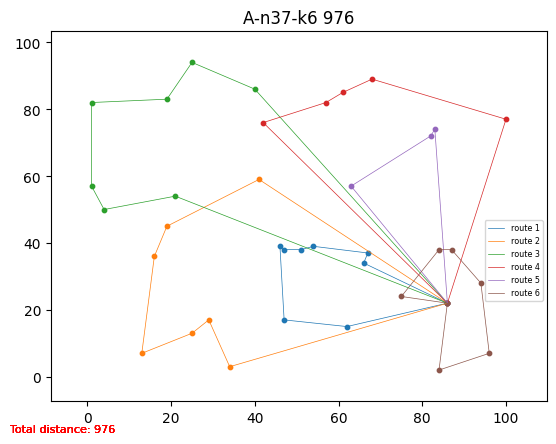 A-n37-k6 976
100
80
60
40
20
0
route 1
route 2
route 3
route 4
route 5
route 6
0 20 40 60 80 100
Total distance: 976